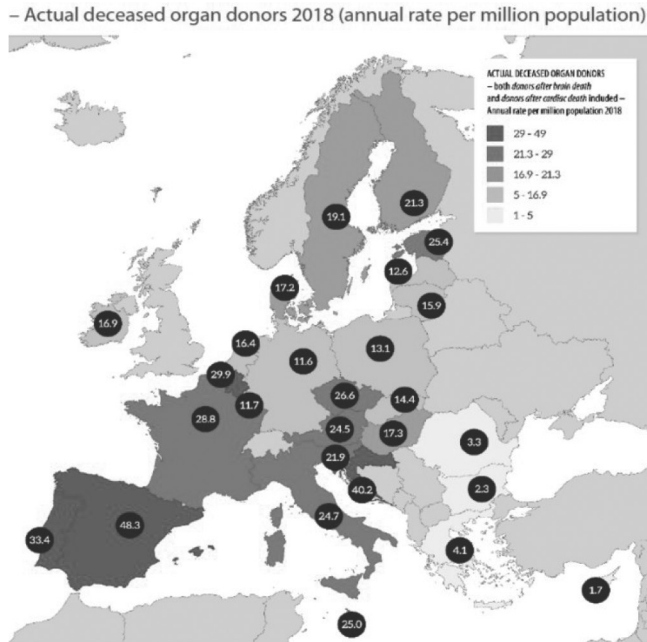 – Actual deceased organ donors 2018 (annual rate per million population)
ACTUAL DECEASED ORGAN DONORS
– both donors after brain death
and donors after cardiac death included –
Annual rate per million population 2018
29 - 49
21.3 - 29
16.9 - 21.3
5 - 16.9
1 - 5
21.3
19.1
25.4
12.6
17.2
15.9
16.9
16.4
13.1
11.6
29.9
26.6
14.4
11.7
28.8
24.5
17.3
3.3
21.9
40.2
2.3
48.3
24.7
33.4
4.1
1.7
25.0